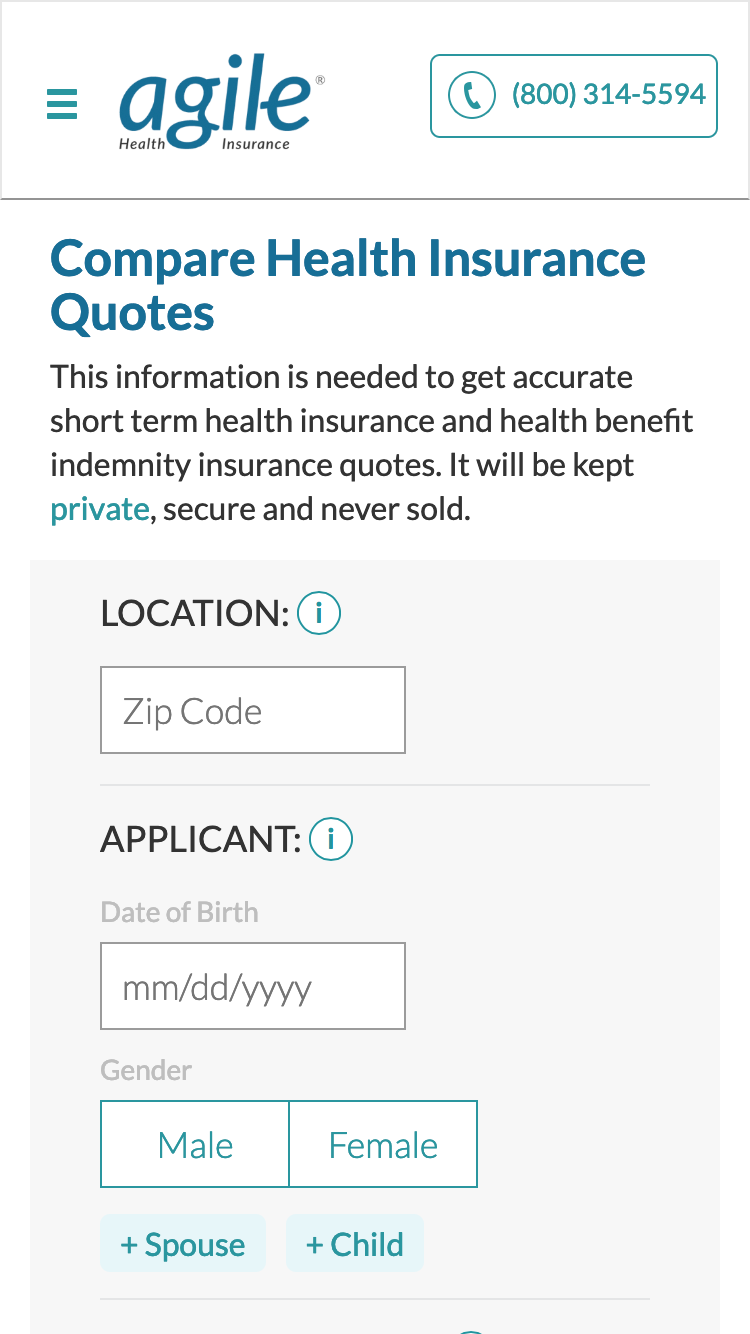 agile®
Health Insurance
(800) 314-5594
Compare Health Insurance
Quotes
This information is needed to get accurate
short term health insurance and health benefit
indemnity insurance quotes. It will be kept
private, secure and never sold.
LOCATION: i
Zip Code
APPLICANT: i
Date of Birth
mm/dd/yyyy
Gender
Male Female
+ Spouse + Child